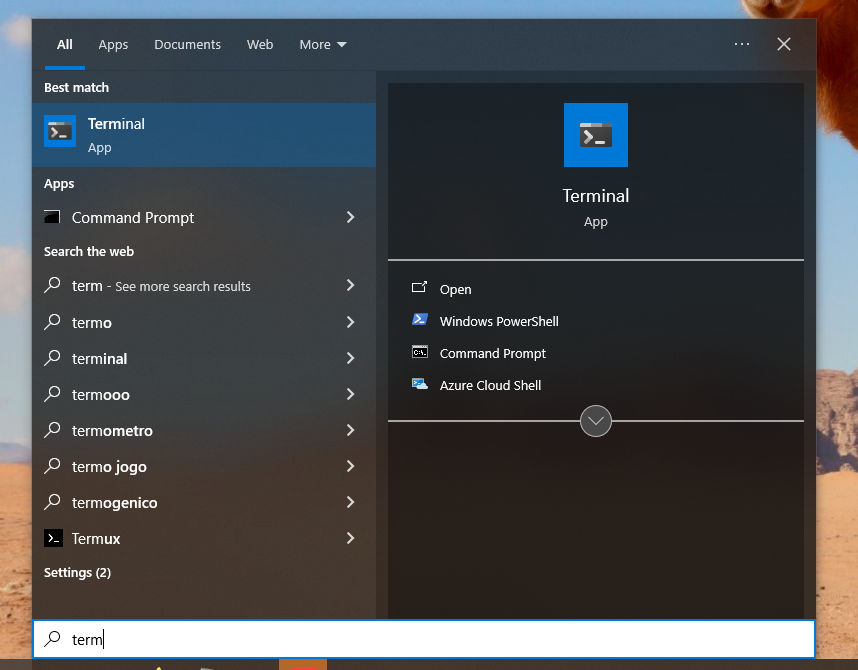 All Apps Documents Web More
Best match
Terminal
App
Apps
Command Prompt
Search the web
term - See more search results
termo
terminal
termooo
termometro
termo jogo
termogenico
Termux
Settings (2)
term
Terminal
App
Open
Windows PowerShell
Command Prompt
Azure Cloud Shell